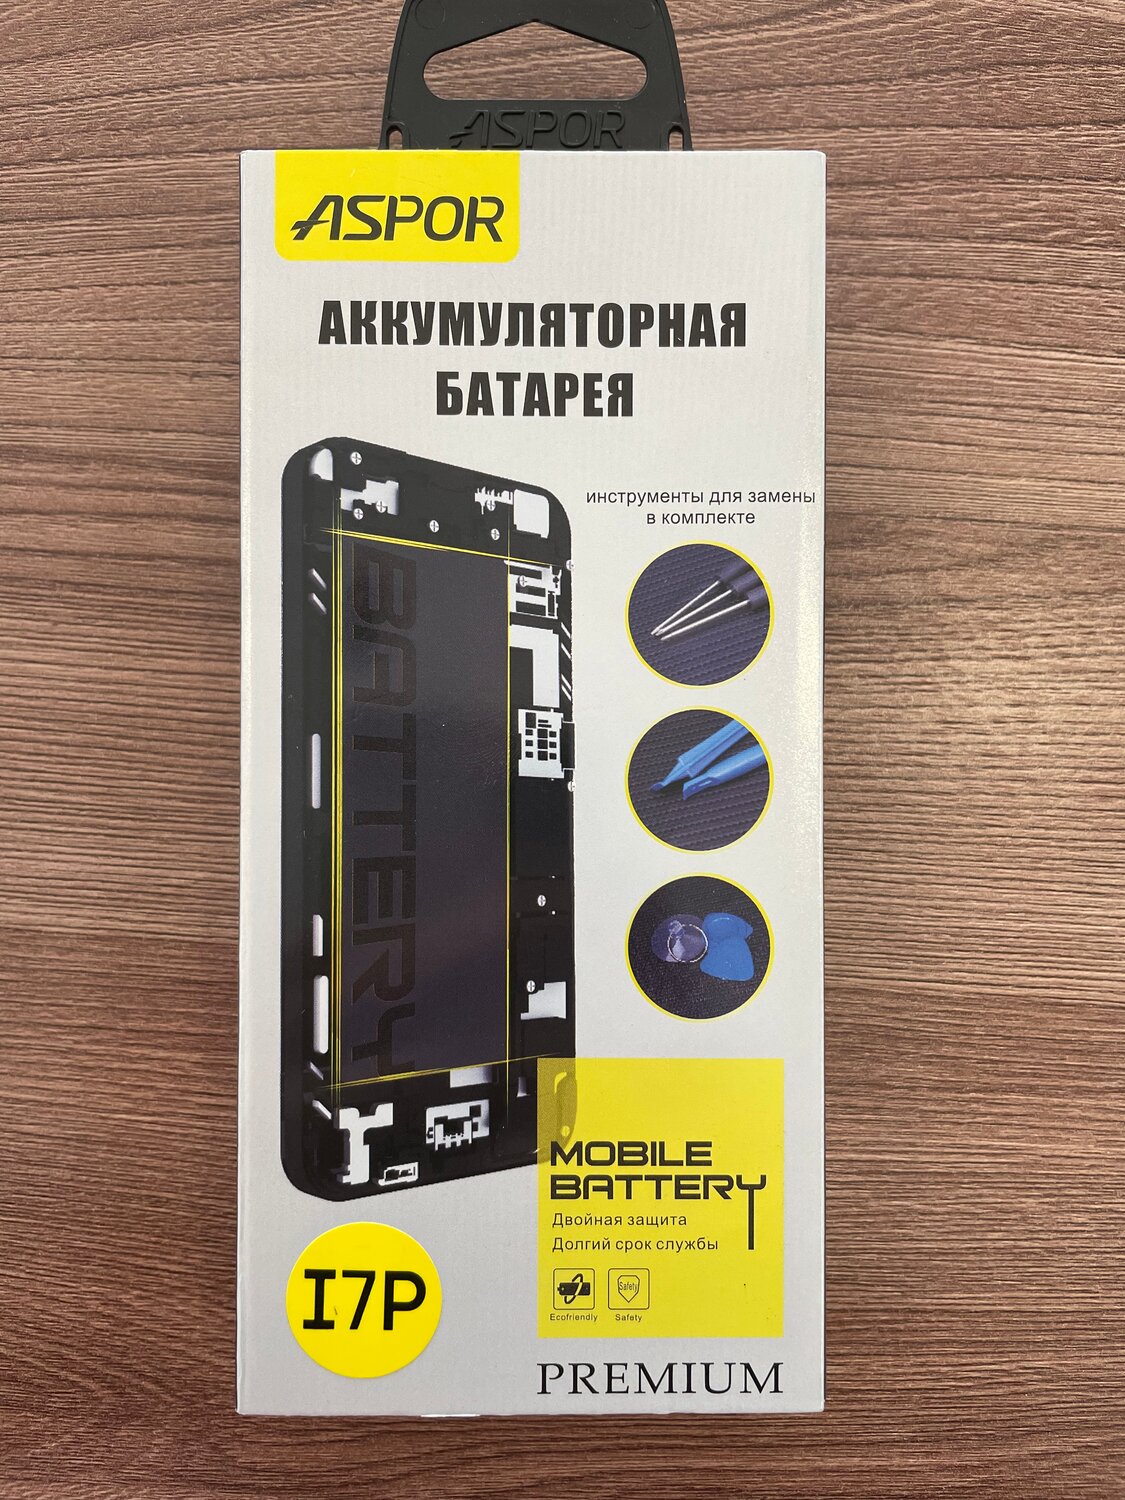 ASPOR
ASPOR
АККУМУЛЯТОРНАЯ
БАТАРЕЯ
инструменты для замены
в комплекте
BATTERY
MOBILE
BATTERY
Двойная защита
Долгий срок службы
Safety
Ecofriendly Safety
I7P
PREMIUM